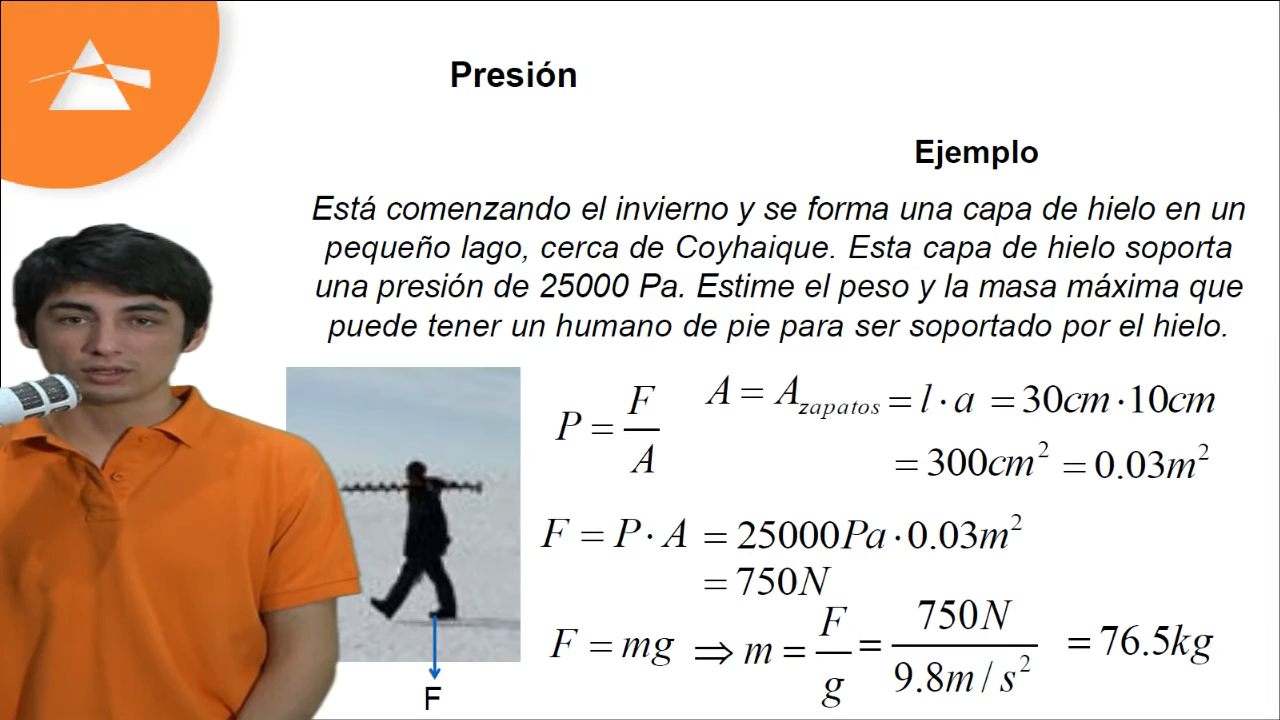 Presión
Ejemplo
Está comenzando el invierno y se forma una capa de hielo en un
pequeño lago, cerca de Coyhaique. Esta capa de hielo soporta
una presión de 25000 Pa. Estime el peso y la masa máxima que
puede tener un humano de pie para ser soportado por el hielo.
P = F/A
A = A_zapatos = l · a = 30cm · 10cm
= 300cm² = 0.03m²
F = P · A = 25000Pa · 0.03m²
= 750N
F = mg ⇒ m = F/g = 750N / 9.8m/s² = 76.5kg
F